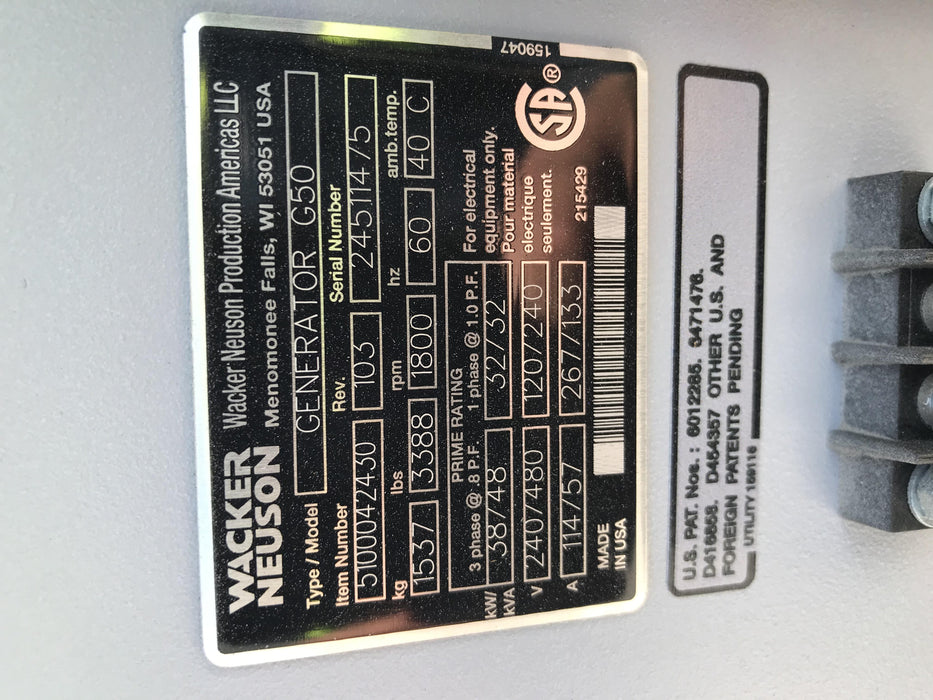 WACKER
NEUSON
Wacker Neuson Production Americas LLC
Menomonee Falls, WI 53051 USA
Type / Model GENERATOR G50
Item Number Rev. Serial Number
5100042430 103 24511475
kg lbs rpm hz amb.temp.
1537 3388 1800 60 40 C
PRIME RATING
3 phase @ .8 P.F. 1 phase @ 1.0 P.F.
kW/
kVA 38/48 32/32
V 240/480 120/240
A 114/57 267/133
For electrical
equipment only.
Pour material
electrique
seulement.
SA®
159047
215429
MADE
IN USA
U.S. PAT. Nos. : 6012285. 6471476.
D416858. D454357 OTHER U.S. AND
FOREIGN PATENTS PENDING
UTILITY 159116